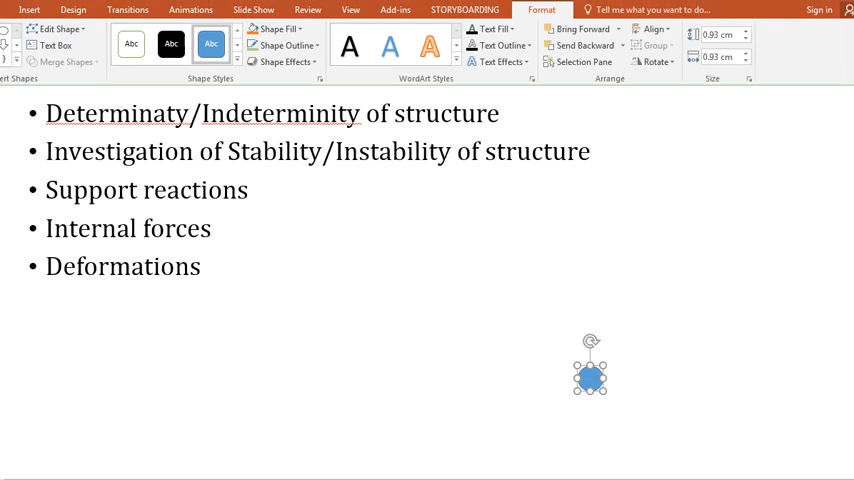 Insert Design Transitions Animations Slide Show Review View Add-ins STORYBOARDING Format Tell me what you want to do... Sign in
Edit Shape Abc Abc Abc Shape Fill A A A Text Fill Bring Forward Align 0.93 cm
Text Box Shape Outline Text Outline Send Backward Group 0.93 cm
Merge Shapes Shape Effects Text Effects Selection Pane Rotate
ert Shapes Shape Styles WordArt Styles Arrange Size
• Determinaty/Indeterminity of structure
• Investigation of Stability/Instability of structure
• Support reactions
• Internal forces
• Deformations